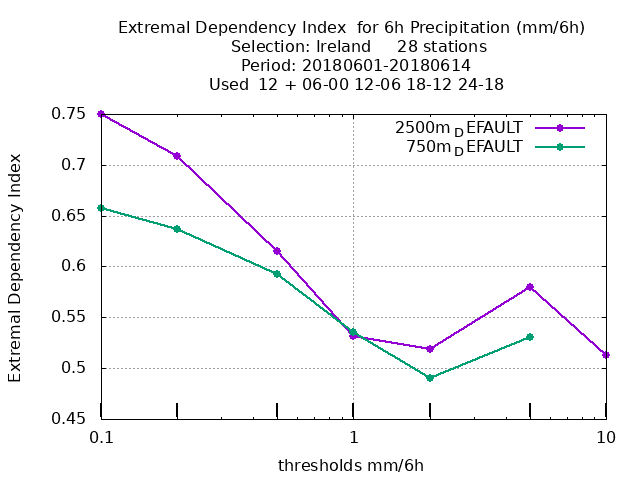 Extremal Dependency Index  for 6h Precipitation (mm/6h)
Selection: Ireland     28 stations
Period: 20180601-20180614
Used  12 + 06-00 12-06 18-12 24-18
2500m_DEFAULT
750m_DEFAULT
Extremal Dependency Index
0.75
0.7
0.65
0.6
0.55
0.5
0.45
0.1
1
10
thresholds mm/6h